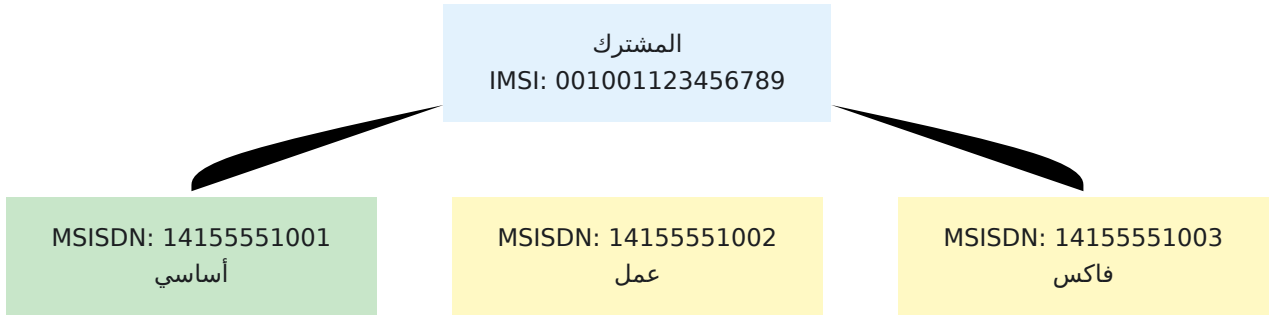 المشترك
IMSI: 001001123456789
MSISDN: 14155551001
أساسي
MSISDN: 14155551002
عمل
MSISDN: 14155551003
فاكس